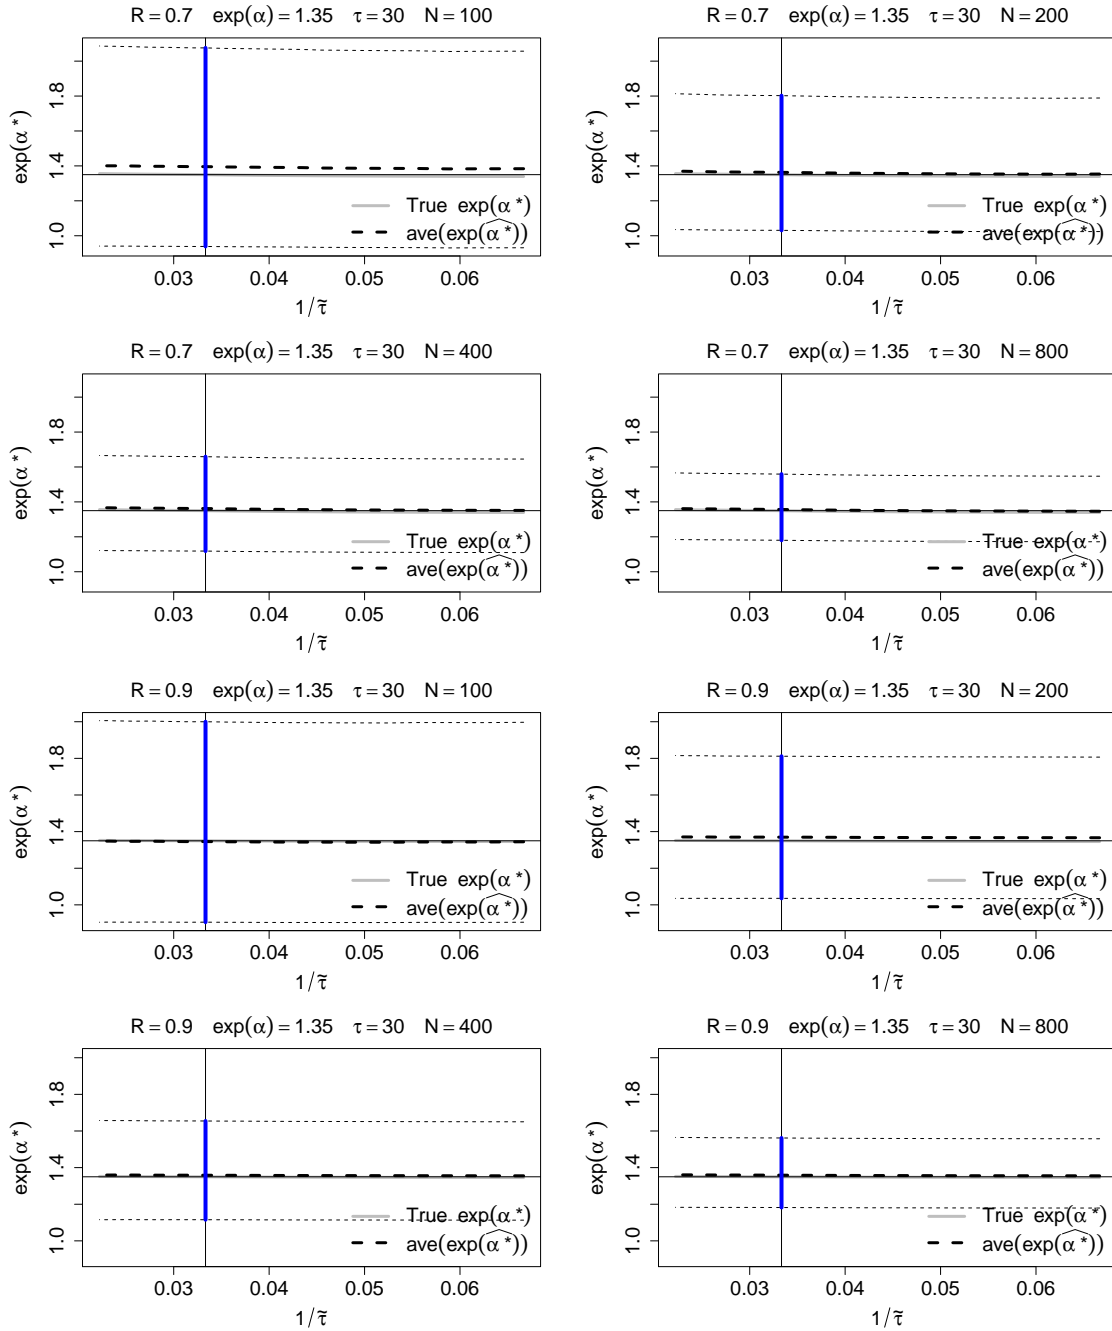 R = 0.7 exp(α) = 1.35 τ = 30 N = 100
exp(α*)
1.8
1.4
1.0
True exp(α*)
ave(exp(α̂*))
0.03 0.04 0.05 0.06
1/τ̃
R = 0.7 exp(α) = 1.35 τ = 30 N = 200
exp(α*)
1.8
1.4
1.0
True exp(α*)
ave(exp(α̂*))
0.03 0.04 0.05 0.06
1/τ̃
R = 0.7 exp(α) = 1.35 τ = 30 N = 400
exp(α*)
1.8
1.4
1.0
True exp(α*)
ave(exp(α̂*))
0.03 0.04 0.05 0.06
1/τ̃
R = 0.7 exp(α) = 1.35 τ = 30 N = 800
exp(α*)
1.8
1.4
1.0
True exp(α*)
ave(exp(α̂*))
0.03 0.04 0.05 0.06
1/τ̃
R = 0.9 exp(α) = 1.35 τ = 30 N = 100
exp(α*)
1.8
1.4
1.0
True exp(α*)
ave(exp(α̂*))
0.03 0.04 0.05 0.06
1/τ̃
R = 0.9 exp(α) = 1.35 τ = 30 N = 200
exp(α*)
1.8
1.4
1.0
True exp(α*)
ave(exp(α̂*))
0.03 0.04 0.05 0.06
1/τ̃
R = 0.9 exp(α) = 1.35 τ = 30 N = 400
exp(α*)
1.8
1.4
1.0
True exp(α*)
ave(exp(α̂*))
0.03 0.04 0.05 0.06
1/τ̃
R = 0.9 exp(α) = 1.35 τ = 30 N = 800
exp(α*)
1.8
1.4
1.0
True exp(α*)
ave(exp(α̂*))
0.03 0.04 0.05 0.06
1/τ̃